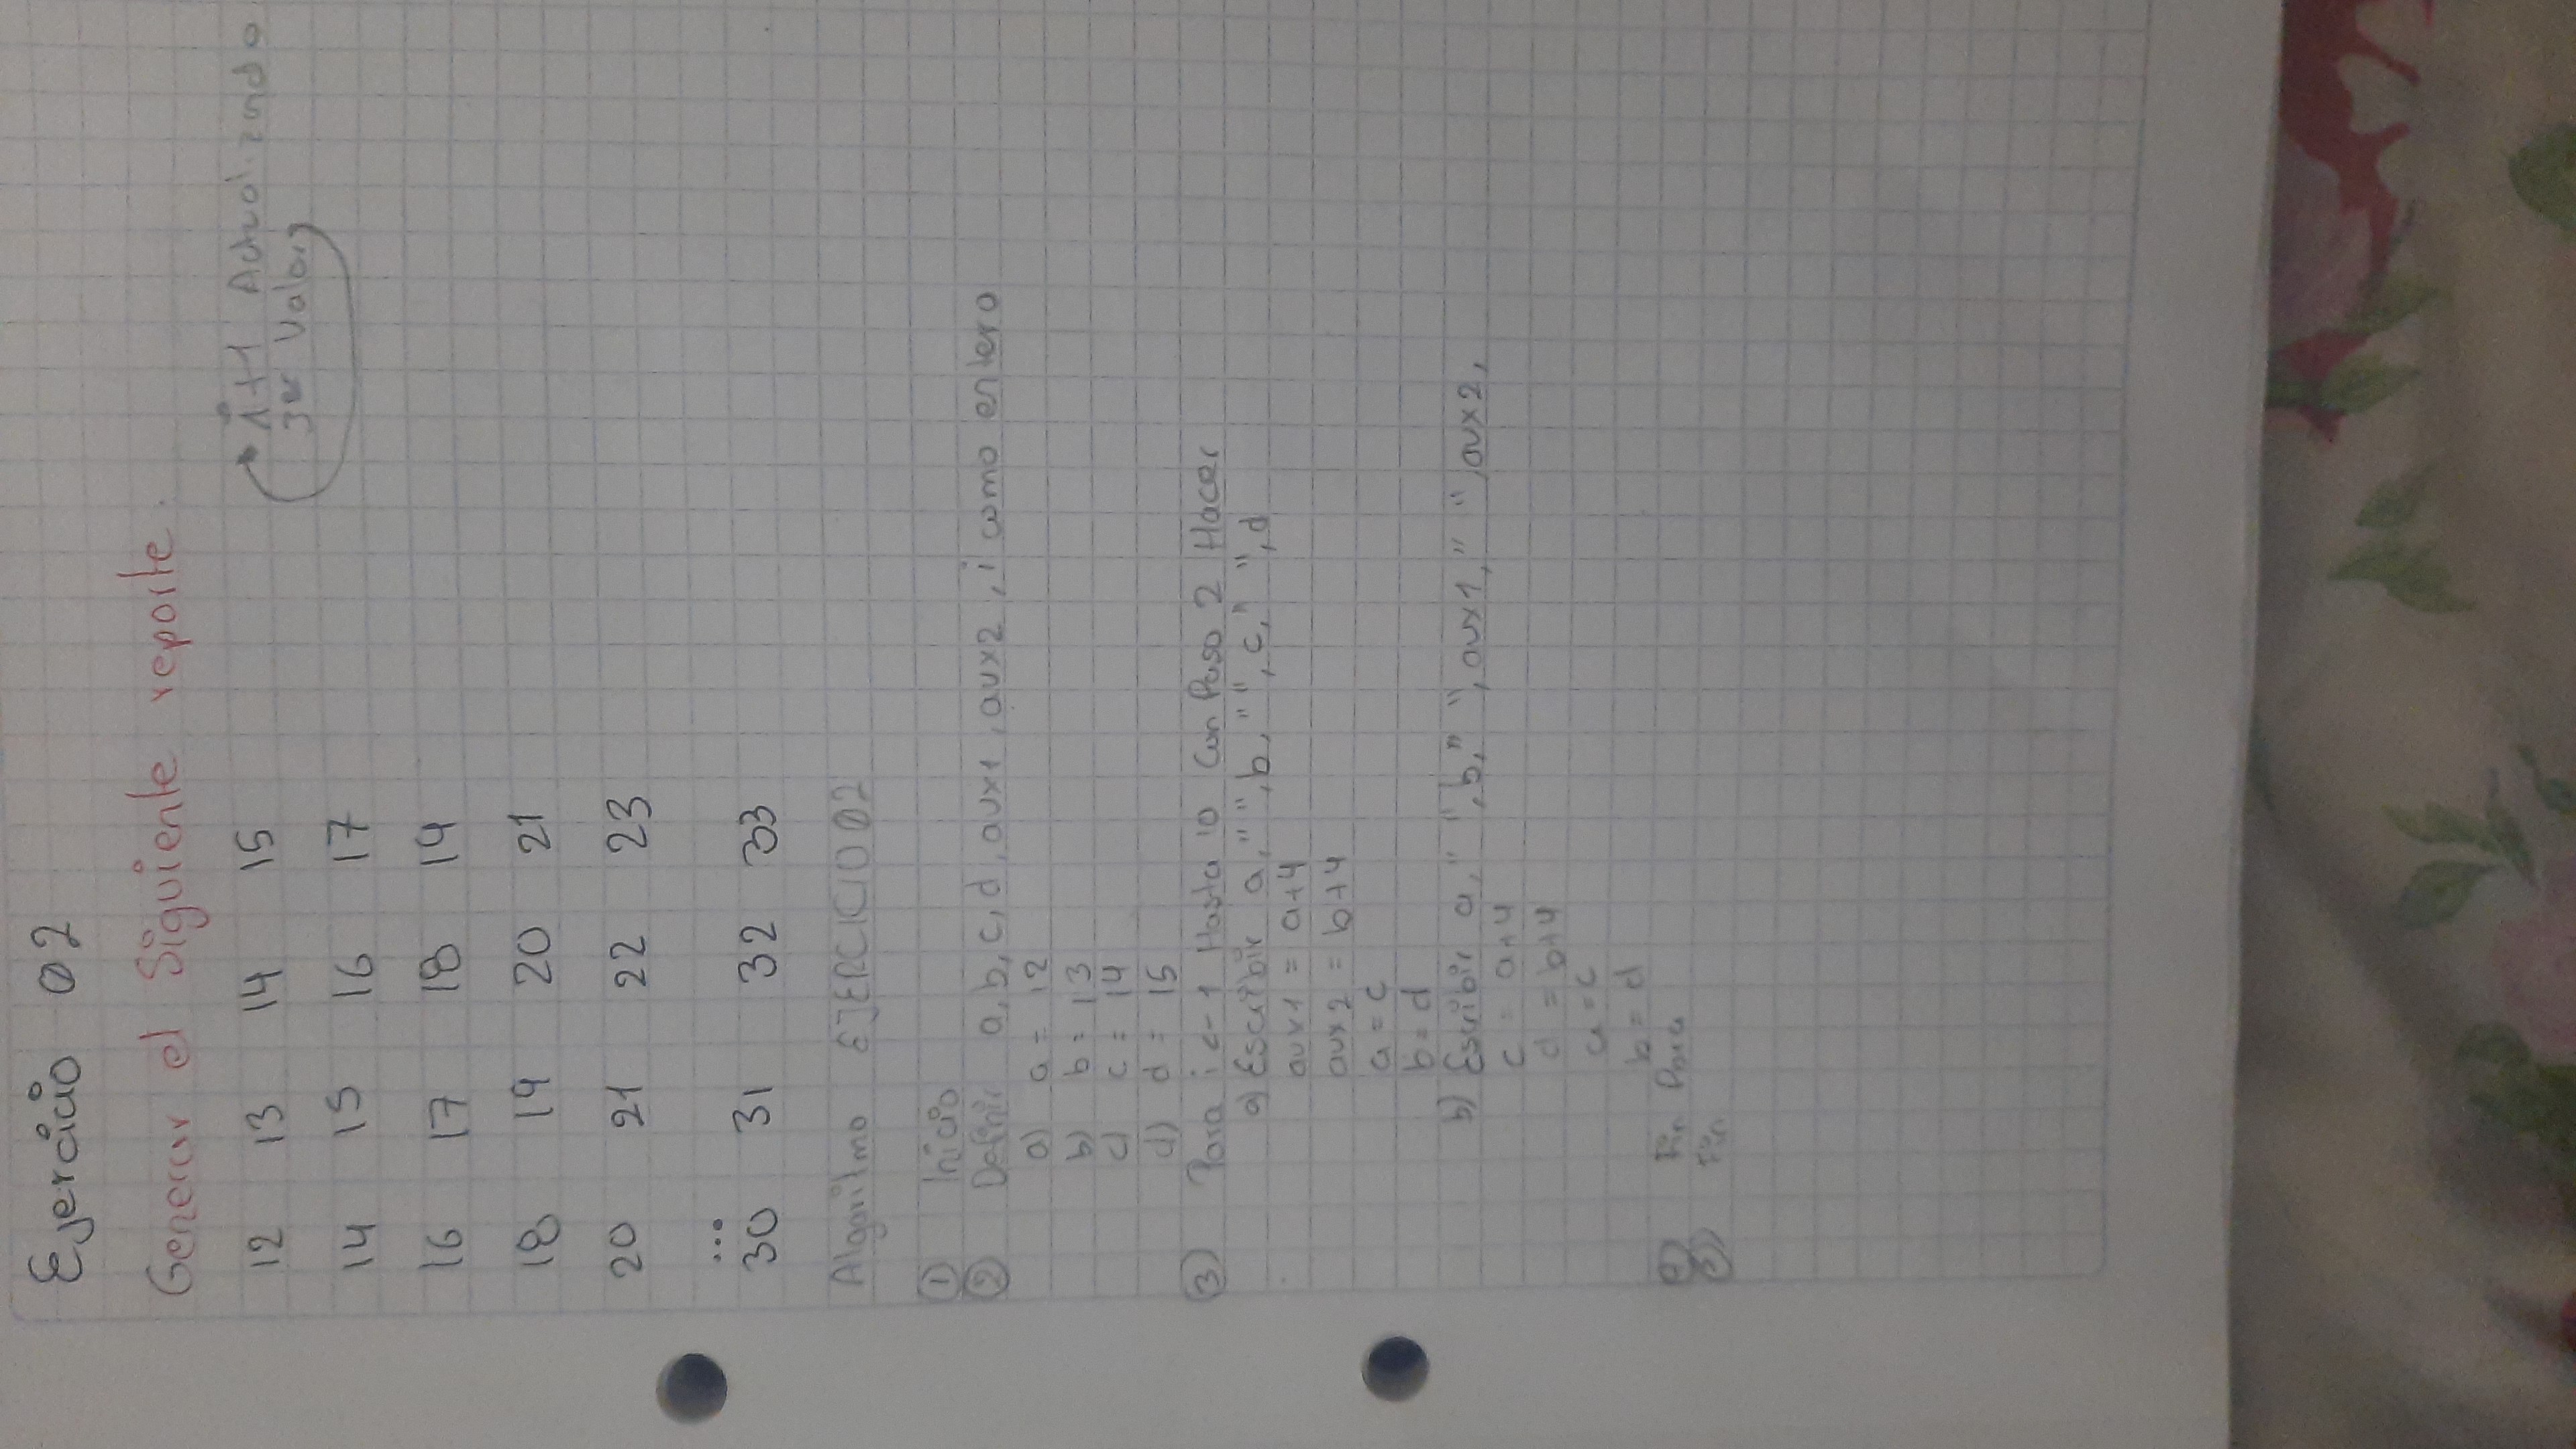 Ejercicio 02
Generar el Siguiente reporte.
12 13 14 15
i+1 Actualizando
3er Valor
14 15 16 17
16 17 18 19
18 19 20 21
20 21 22 23
...
30 31 32 33
Algoritmo EJERCICIO 02
① Inicio
② Definir a, b, c, d, aux1, aux2, i como entero
a) a = 12
b) b = 13
c) c = 14
d) d = 15
③ Para i <- 1 Hasta 10 Con Paso 2 Hacer
a) Escribir a, " ", b, " ", c, " ", d
aux1 = a+4
aux2 = b+4
a = c
b = d
b) Escribir a, " ", b, " ", aux1, " ", aux2,
c = a+4
d = b+4
a = c
b = d
Fin Para
Fin